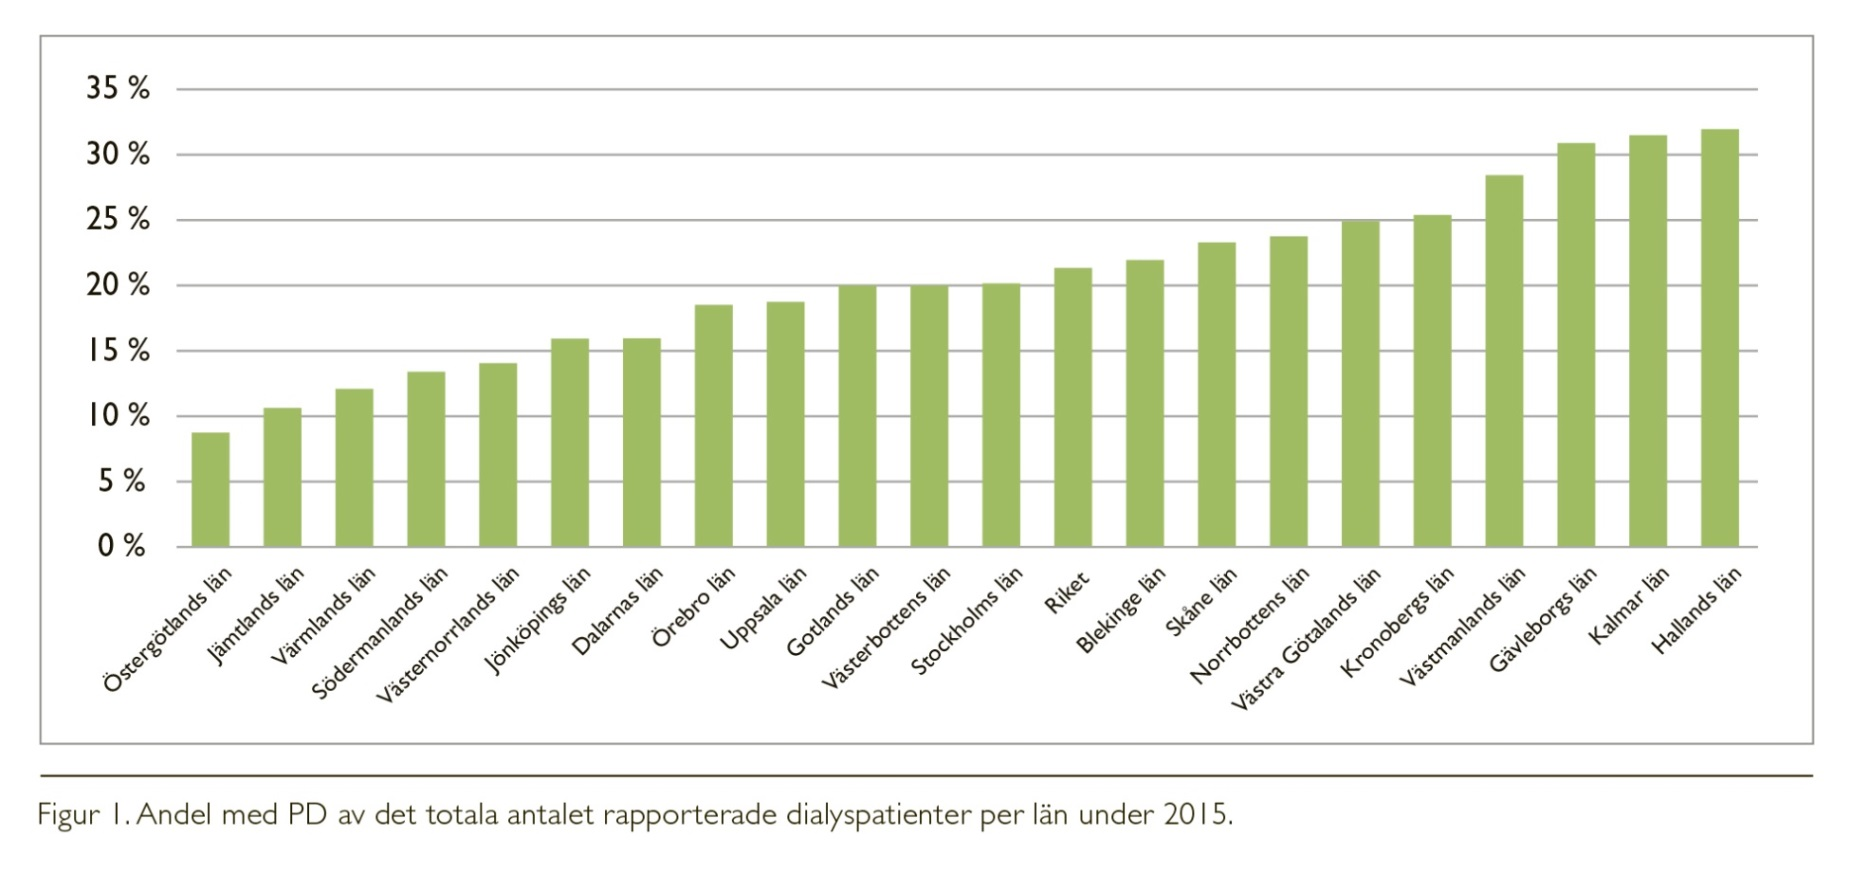 35 %
30 %
25 %
20 %
15 %
10 %
5 %
0 %
Östergötlands län
Jämtlands län
Värmlands län
Södermanlands län
Västernorrlands län
Jönköpings län
Dalarnas län
Örebro län
Uppsala län
Gotlands län
Västerbottens län
Stockholms län
Riket
Blekinge län
Skåne län
Norrbottens län
Västra Götalands län
Kronobergs län
Västmanlands län
Gävleborgs län
Kalmar län
Hallands län
Figur 1. Andel med PD av det totala antalet rapporterade dialyspatienter per län under 2015.